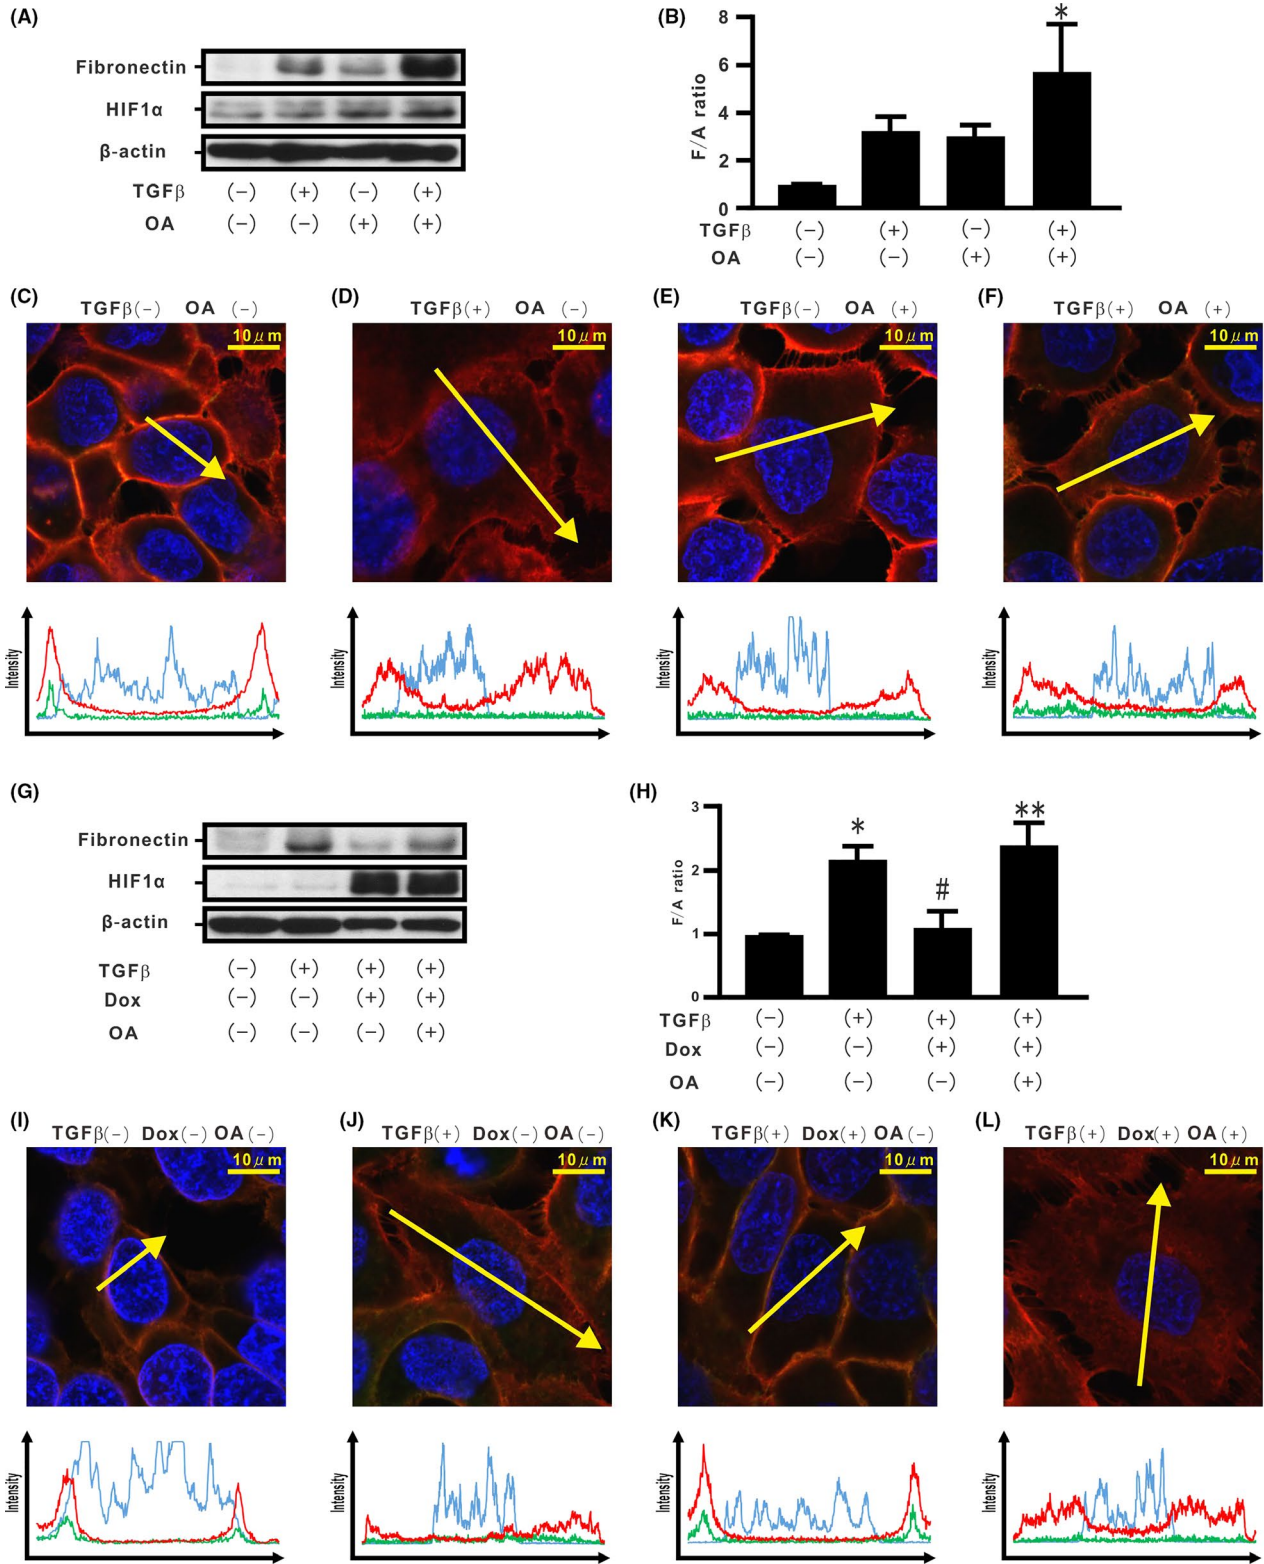 (A)
Fibronectin
HIF1α
β-actin
TGFβ (−) (+) (−) (+)
OA (−) (−) (+) (+)
(B)
F/A ratio
8
6
4
2
0
*
TGFβ (−) (+) (−) (+)
OA (−) (−) (+) (+)
(C)
TGFβ(−) OA (−)
10μm
Intensity
(D)
TGFβ(+) OA (−)
10μm
Intensity
(E)
TGFβ(−) OA (+)
10μm
Intensity
(F)
TGFβ(+) OA (+)
10μm
Intensity
(G)
Fibronectin
HIF1α
β-actin
TGFβ (−) (+) (+) (+)
Dox (−) (−) (+) (+)
OA (−) (−) (−) (+)
(H)
F/A ratio
3
2
1
0
* # **
TGFβ (−) (+) (+) (+)
Dox (−) (−) (+) (+)
OA (−) (−) (−) (+)
(I)
TGFβ(−) Dox(−) OA(−)
10μm
Intensity
(J)
TGFβ(+) Dox(−) OA(−)
10μm
Intensity
(K)
TGFβ(+) Dox(+) OA(−)
10μm
Intensity
(L)
TGFβ(+) Dox(+) OA(+)
10μm
Intensity